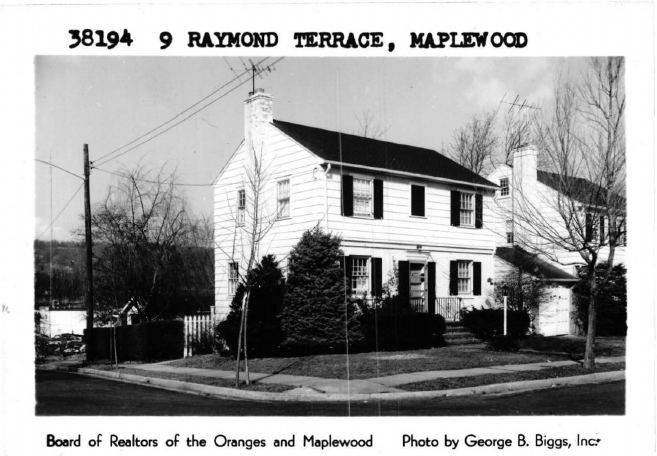 38194 9 RAYMOND TERRACE, MAPLEWOOD
Board of Realtors of the Oranges and Maplewood Photo by George B. Biggs, Inc.